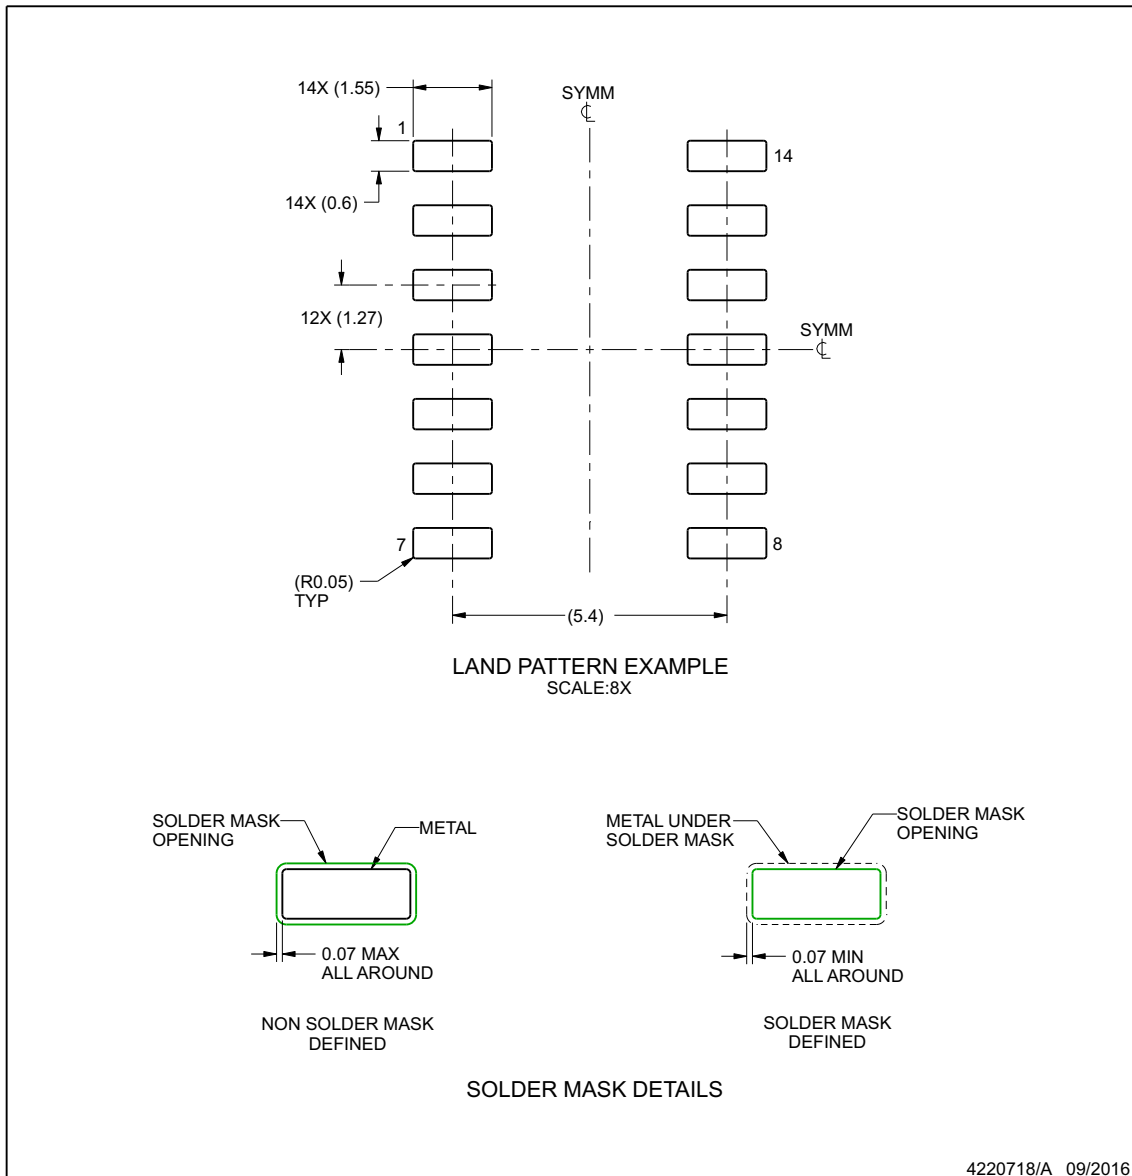 14X (1.55)
SYMM
℄
1
14
14X (0.6)
12X (1.27)
SYMM
℄
7
8
(R0.05)
TYP
(5.4)
LAND PATTERN EXAMPLE
SCALE:8X
SOLDER MASK
OPENING
METAL
METAL UNDER
SOLDER MASK
SOLDER MASK
OPENING
0.07 MAX
ALL AROUND
0.07 MIN
ALL AROUND
NON SOLDER MASK
DEFINED
SOLDER MASK
DEFINED
SOLDER MASK DETAILS
4220718/A 09/2016